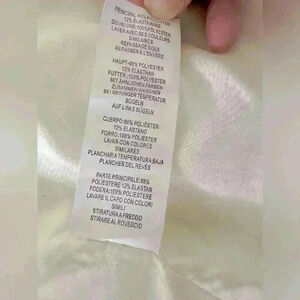 PRINCIPAL:88% POLYESTER
12% ELASTHANNE
DOUBLURE:100% POLYESTER
LAVER AVEC DES COULEURS
SIMILAIRES
REPASSAGE DOUX
REPASSER À L'ENVERS
HAUPT:88% POLYESTER
12% ELASTHAN
FUTTER:100% POLYESTER
MIT ÄHNLICHEN FARBEN
ZUSAMMEN WASCHEN
BEI GERINGER TEMPERATUR
BÜGELN
AUF LINKS BÜGELN
CUERPO:88% POLIÉSTER
12% ELASTANO
FORRO:100% POLIÉSTER
LAVAR CON COLORES
SIMILARES
PLANCHAR A TEMPERATURA BAJA
PLANCHER DEL REVÉS
PARTE PRINCIPALE:88%
POLIESTERE 12% ELASTAN
FODERA:100% POLIESTERE
LAVARE IL CAPO CON COLORI
SIMILI
STIRATURA A FREDDO
STIRARE AL ROVESCIO